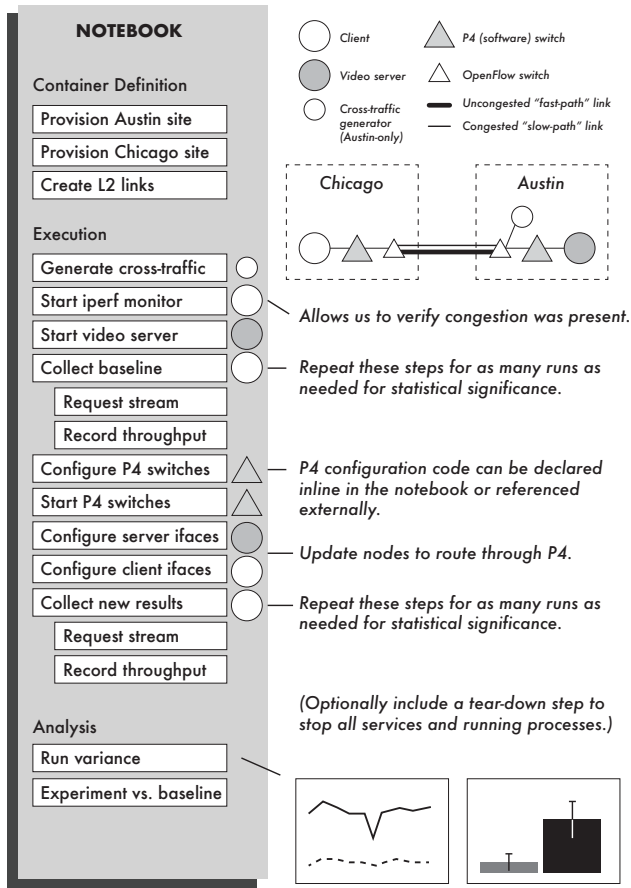 NOTEBOOK
Container Definition
Provision Austin site
Provision Chicago site
Create L2 links
Execution
Generate cross-traffic
Start iperf monitor
Start video server
Collect baseline
Request stream
Record throughput
Configure P4 switches
Start P4 switches
Configure server ifaces
Configure client ifaces
Collect new results
Request stream
Record throughput
Analysis
Run variance
Experiment vs. baseline
Client
Video server
Cross-traffic
generator
(Austin-only)
P4 (software) switch
OpenFlow switch
Uncongested “fast-path” link
Congested “slow-path” link
Chicago
Austin
Allows us to verify congestion was present.
Repeat these steps for as many runs as
needed for statistical significance.
P4 configuration code can be declared
inline in the notebook or referenced
externally.
Update nodes to route through P4.
Repeat these steps for as many runs as
needed for statistical significance.
(Optionally include a tear-down step to
stop all services and running processes.)